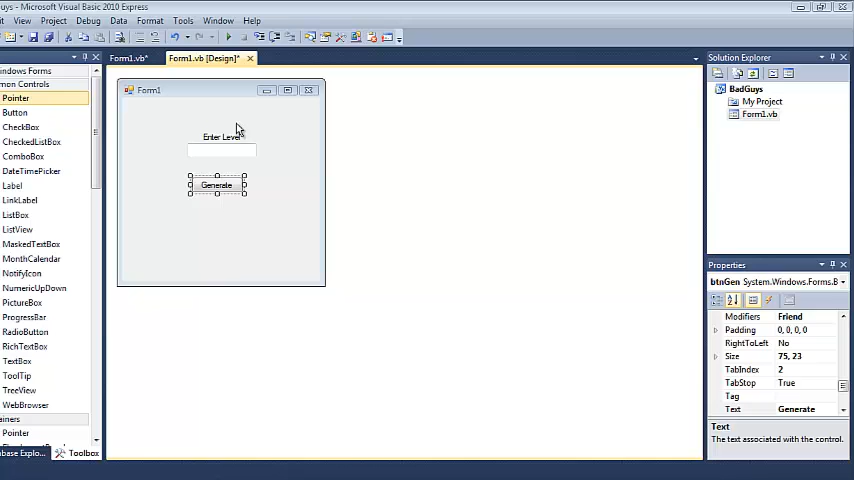 Guys - Microsoft Visual Basic 2010 Express
it View Project Debug Data Format Tools Window Help
Form1.vb* Form1.vb [Design]*
indows Forms
mon Controls
Pointer
Button
CheckBox
CheckedListBox
ComboBox
DateTimePicker
Label
LinkLabel
ListBox
ListView
MaskedTextBox
MonthCalendar
NotifyIcon
NumericUpDown
PictureBox
ProgressBar
RadioButton
RichTextBox
TextBox
ToolTip
TreeView
WebBrowser
ainers
Pointer
base Explo... Toolbox
Form1
Enter Level
Generate
Solution Explorer
BadGuys
My Project
Form1.vb
Properties
btnGen System.Windows.Forms.B
Modifiers Friend
Padding 0, 0, 0, 0
RightToLeft No
Size 75, 23
TabIndex 2
TabStop True
Tag
Text Generate
Text
The text associated with the control.